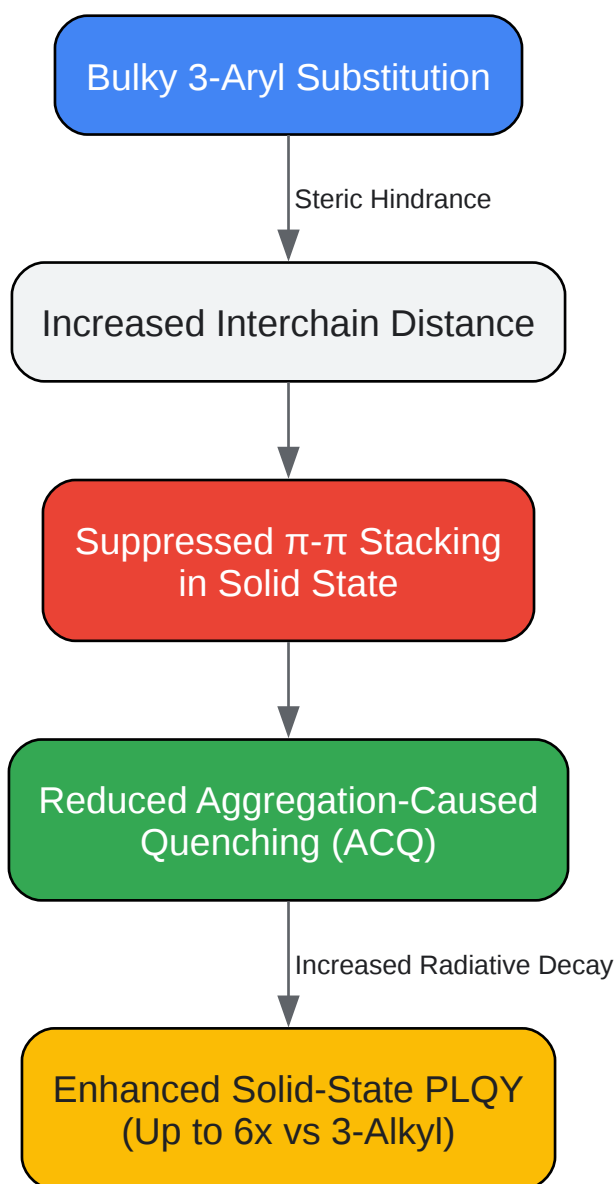 Bulky 3-Aryl Substitution
Steric Hindrance
Increased Interchain Distance
Suppressed π-π Stacking
in Solid State
Reduced Aggregation-Caused
Quenching (ACQ)
Increased Radiative Decay
Enhanced Solid-State PLQY
(Up to 6x vs 3-Alkyl)